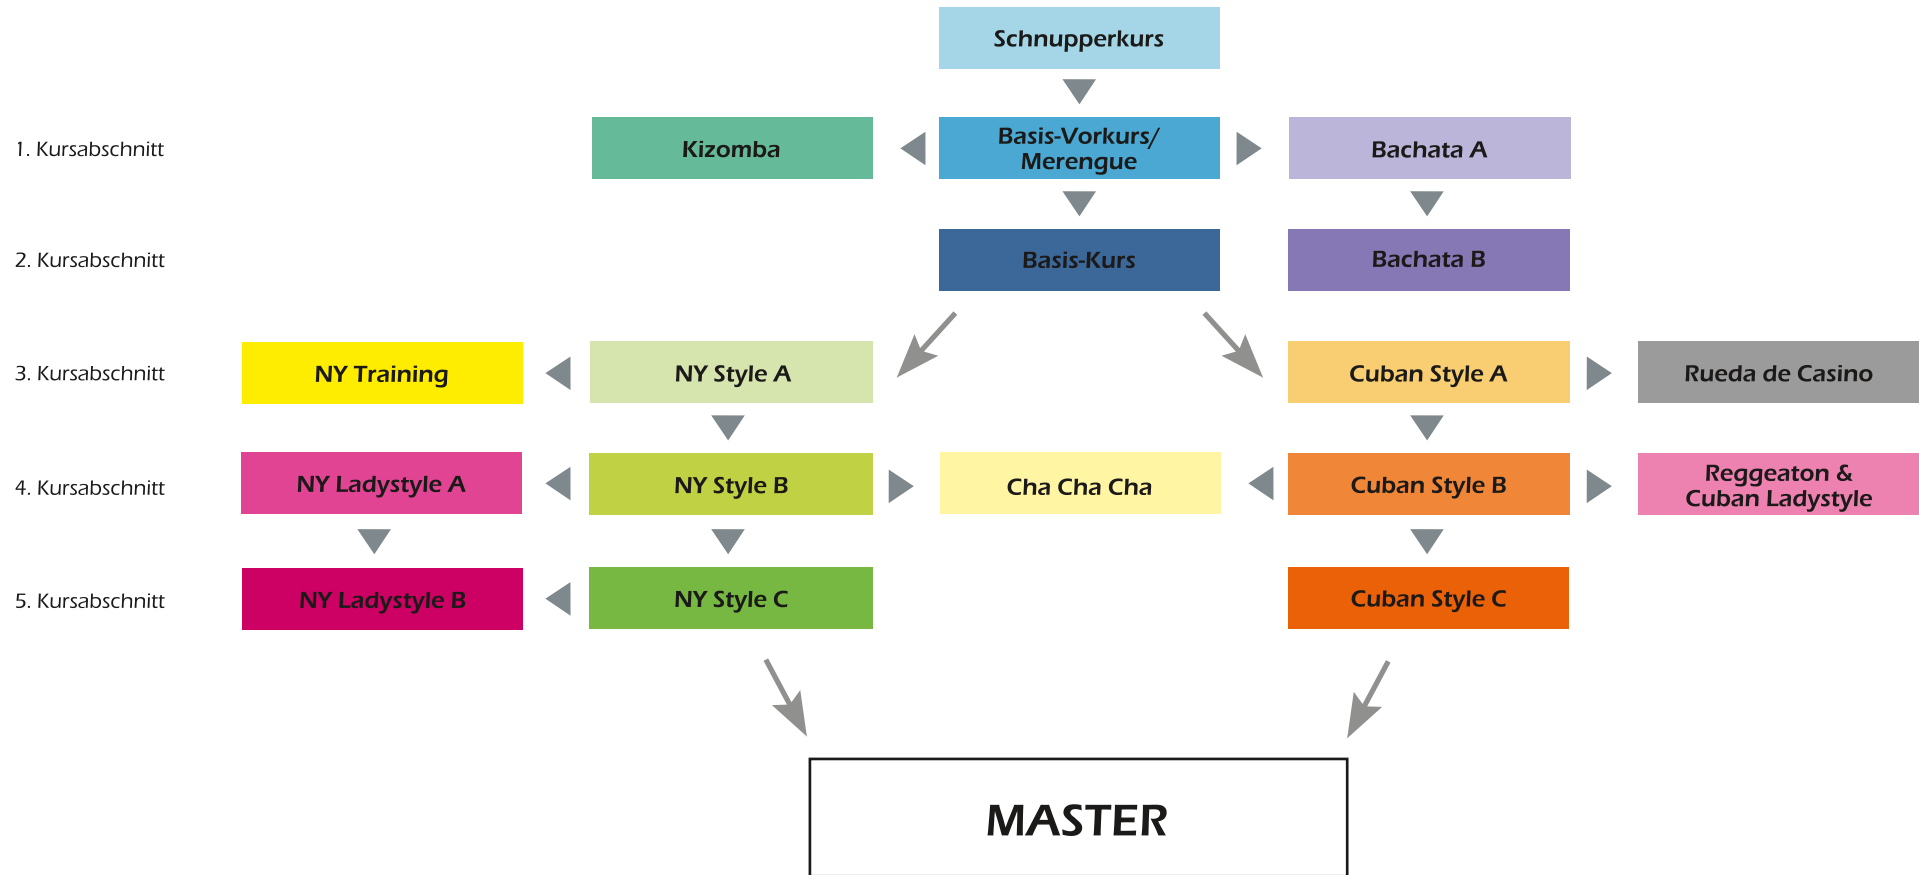 Schnupperkurs
1. Kursabschnitt
Kizomba
Basis-Vorkurs/
Merengue
Bachata A
2. Kursabschnitt
Basis-Kurs
Bachata B
3. Kursabschnitt
NY Training
NY Style A
Cuban Style A
Rueda de Casino
4. Kursabschnitt
NY Ladystyle A
NY Style B
Cha Cha Cha
Cuban Style B
Reggeaton &
Cuban Ladystyle
5. Kursabschnitt
NY Ladystyle B
NY Style C
Cuban Style C
MASTER